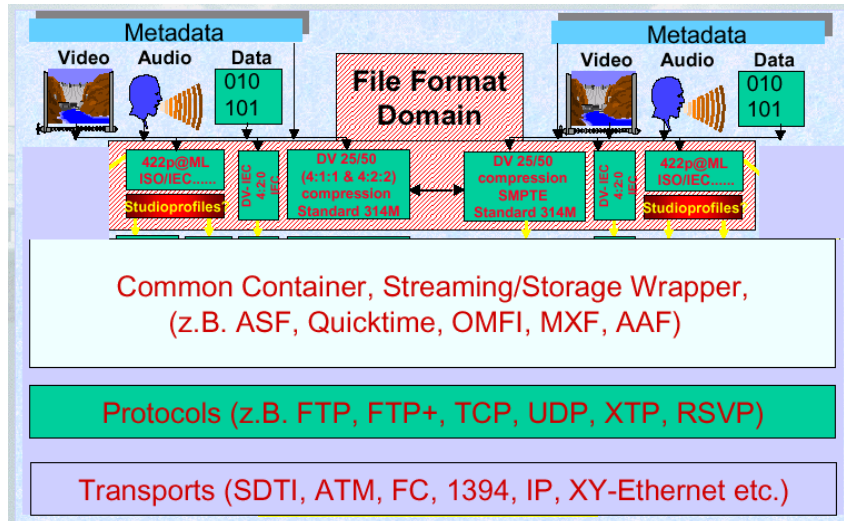 Metadata
Video Audio Data
010
101
File Format
Domain
Metadata
Video Audio Data
010
101
422p@ML
ISO/IEC......
Studioprofiles?
DV-IEC
4:2:0
IEC
DV 25/50
(4:1:1 & 4:2:2)
compression
Standard 314M
DV 25/50
compression
SMPTE
Standard 314M
DV-IEC
4:2:0
IEC
422p@ML
ISO/IEC......
Studioprofiles?
Common Container, Streaming/Storage Wrapper,
(z.B. ASF, Quicktime, OMFI, MXF, AAF)
Protocols (z.B. FTP, FTP+, TCP, UDP, XTP, RSVP)
Transports (SDTI, ATM, FC, 1394, IP, XY-Ethernet etc.)